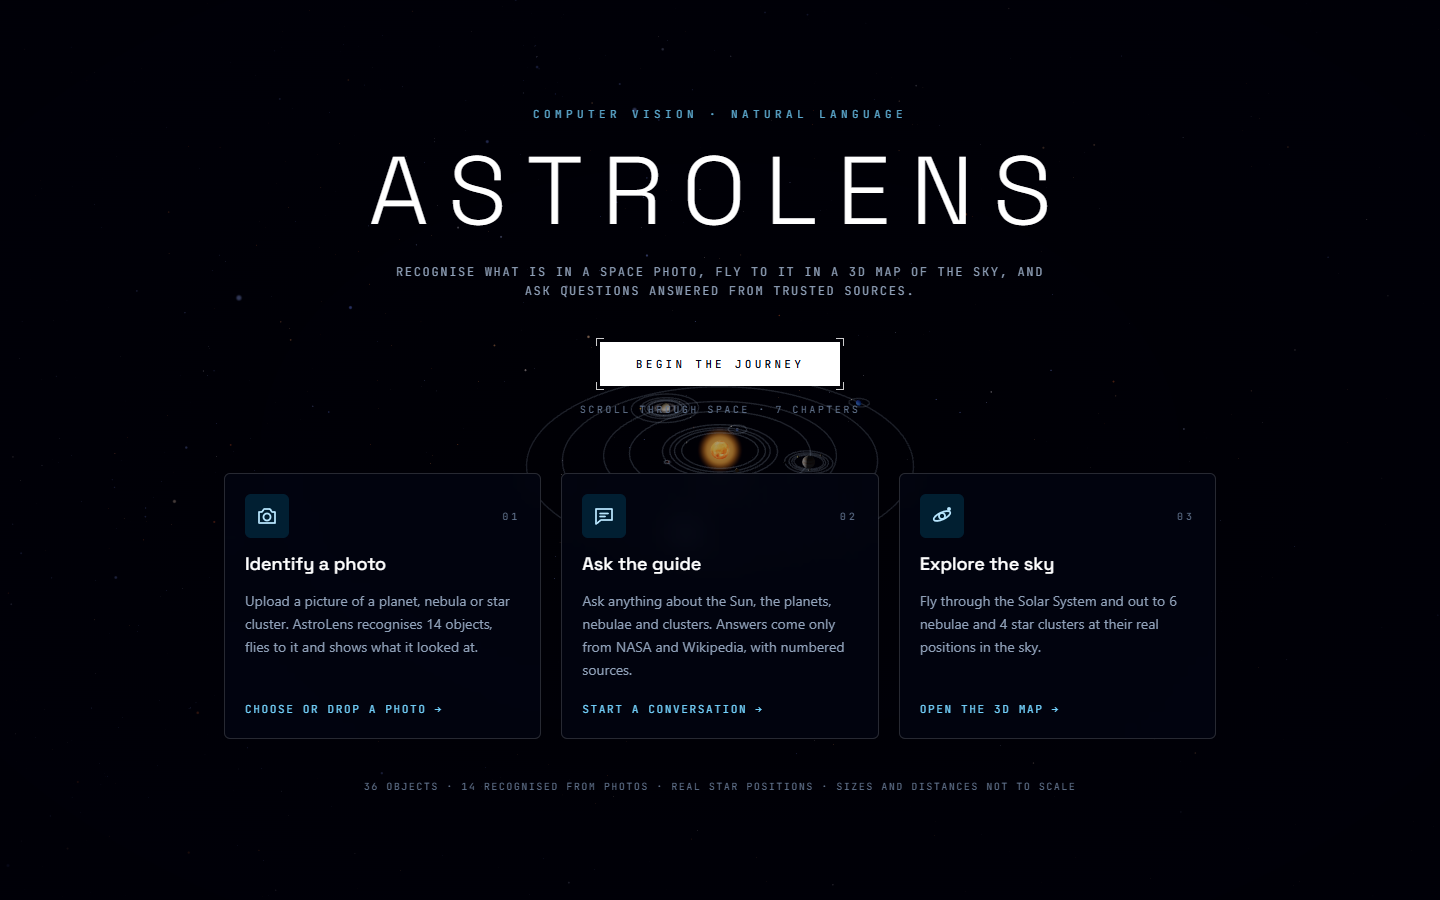 COMPUTER VISION · NATURAL LANGUAGE
ASTROLENS
RECOGNISE WHAT IS IN A SPACE PHOTO, FLY TO IT IN A 3D MAP OF THE SKY, AND
ASK QUESTIONS ANSWERED FROM TRUSTED SOURCES.
BEGIN THE JOURNEY
SCROLL THROUGH SPACE · 7 CHAPTERS
01
Identify a photo
Upload a picture of a planet, nebula or star
cluster. AstroLens recognises 14 objects,
flies to it and shows what it looked at.
CHOOSE OR DROP A PHOTO →
02
Ask the guide
Ask anything about the Sun, the planets,
nebulae and clusters. Answers come only
from NASA and Wikipedia, with numbered
sources.
START A CONVERSATION →
03
Explore the sky
Fly through the Solar System and out to 6
nebulae and 4 star clusters at their real
positions in the sky.
OPEN THE 3D MAP →
36 OBJECTS · 14 RECOGNISED FROM PHOTOS · REAL STAR POSITIONS · SIZES AND DISTANCES NOT TO SCALE